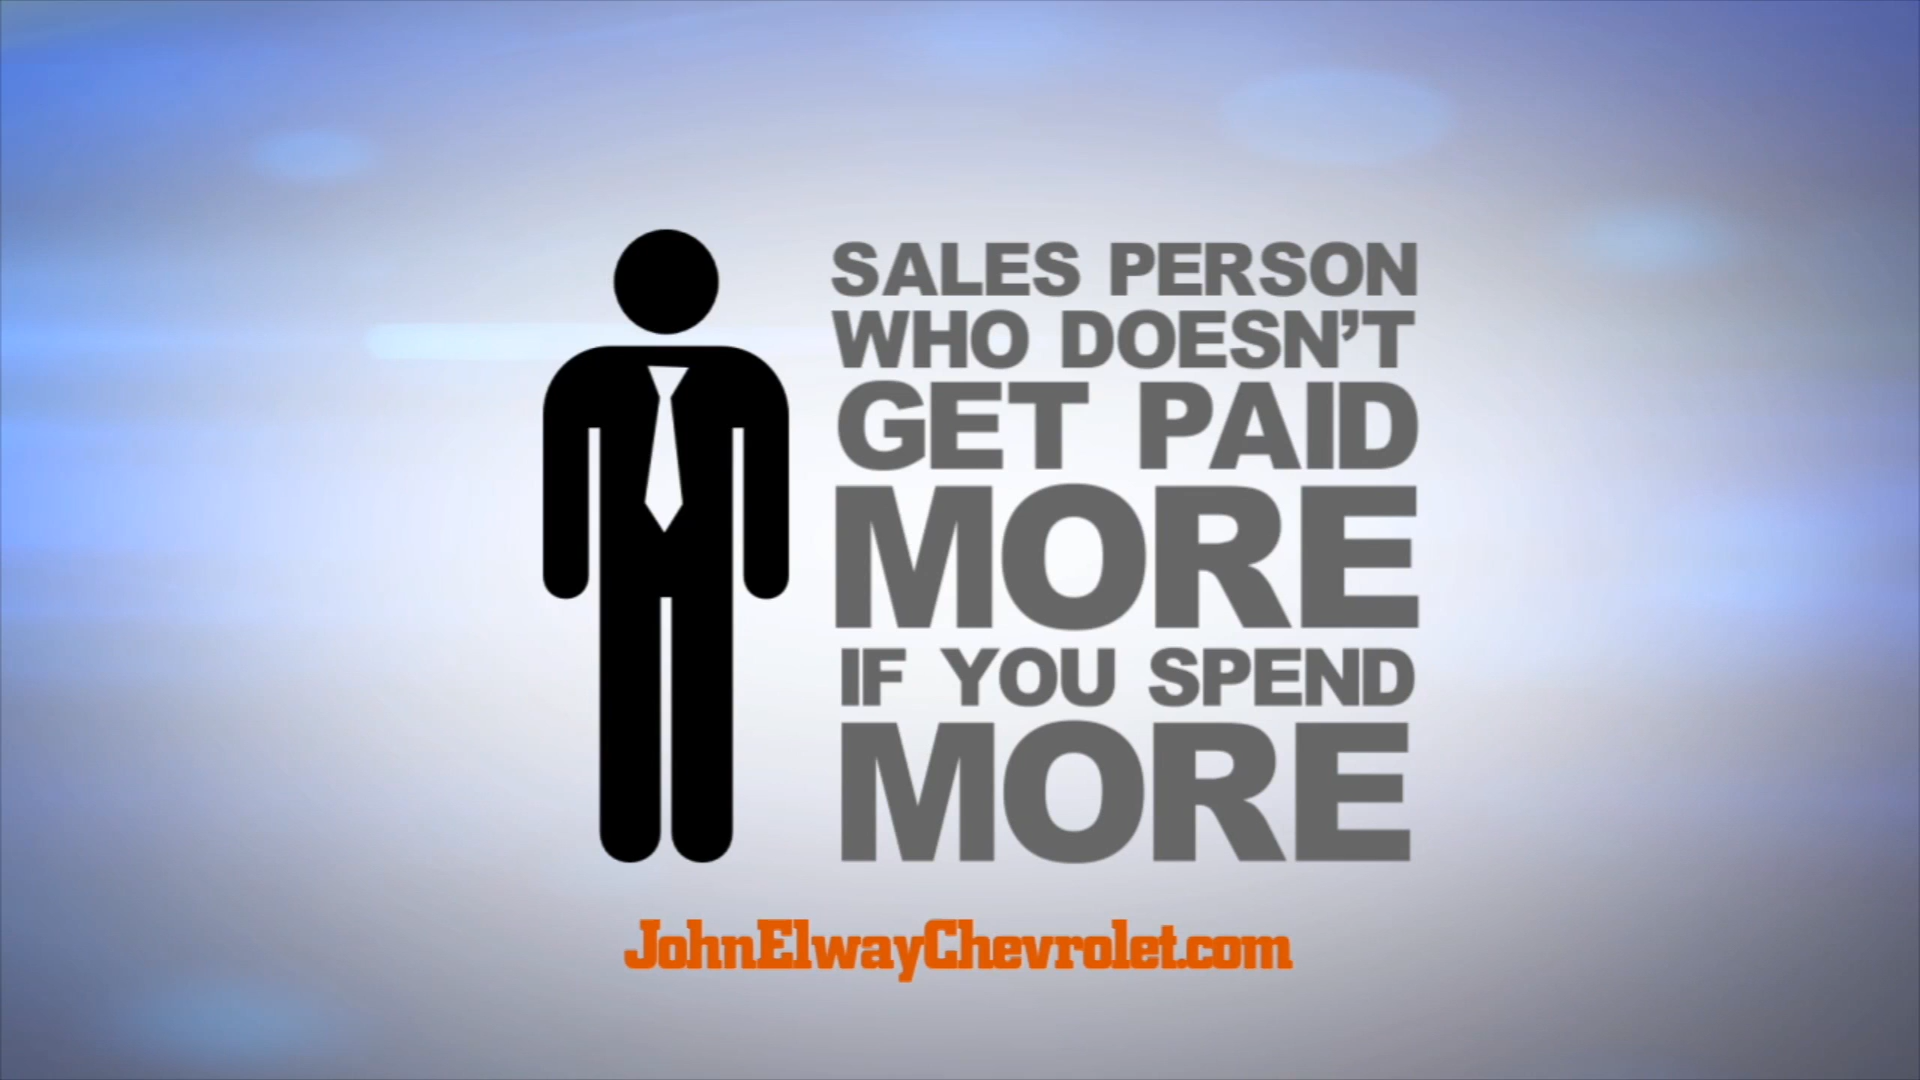 SALES PERSON
WHO DOESN'T
GET PAID
MORE
IF YOU SPEND
MORE
JohnElwayChevrolet.com